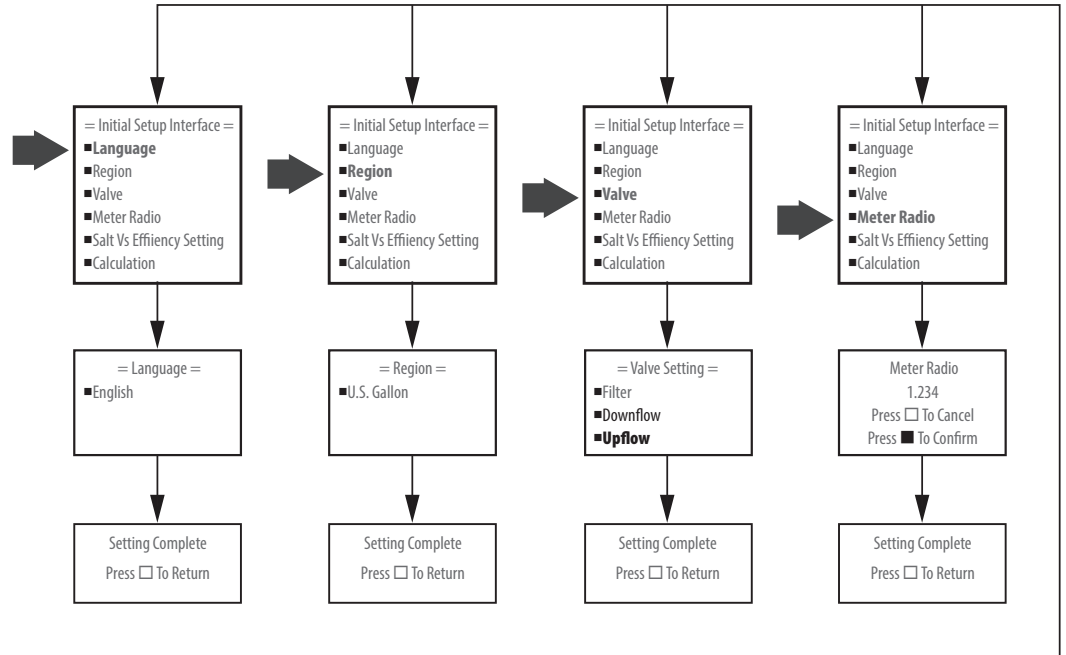 = Initial Setup Interface =
■Language
■Region
■Valve
■Meter Radio
■Salt Vs Effiiency Setting
■Calculation
= Language =
■English
Setting Complete
Press □ To Return
= Initial Setup Interface =
■Language
■Region
■Valve
■Meter Radio
■Salt Vs Effiiency Setting
■Calculation
= Region =
■U.S. Gallon
Setting Complete
Press □ To Return
= Initial Setup Interface =
■Language
■Region
■Valve
■Meter Radio
■Salt Vs Effiiency Setting
■Calculation
= Valve Setting =
■Filter
■Downflow
■Upflow
Setting Complete
Press □ To Return
= Initial Setup Interface =
■Language
■Region
■Valve
■Meter Radio
■Salt Vs Effiiency Setting
■Calculation
Meter Radio
1.234
Press □ To Cancel
Press ■ To Confirm
Setting Complete
Press □ To Return